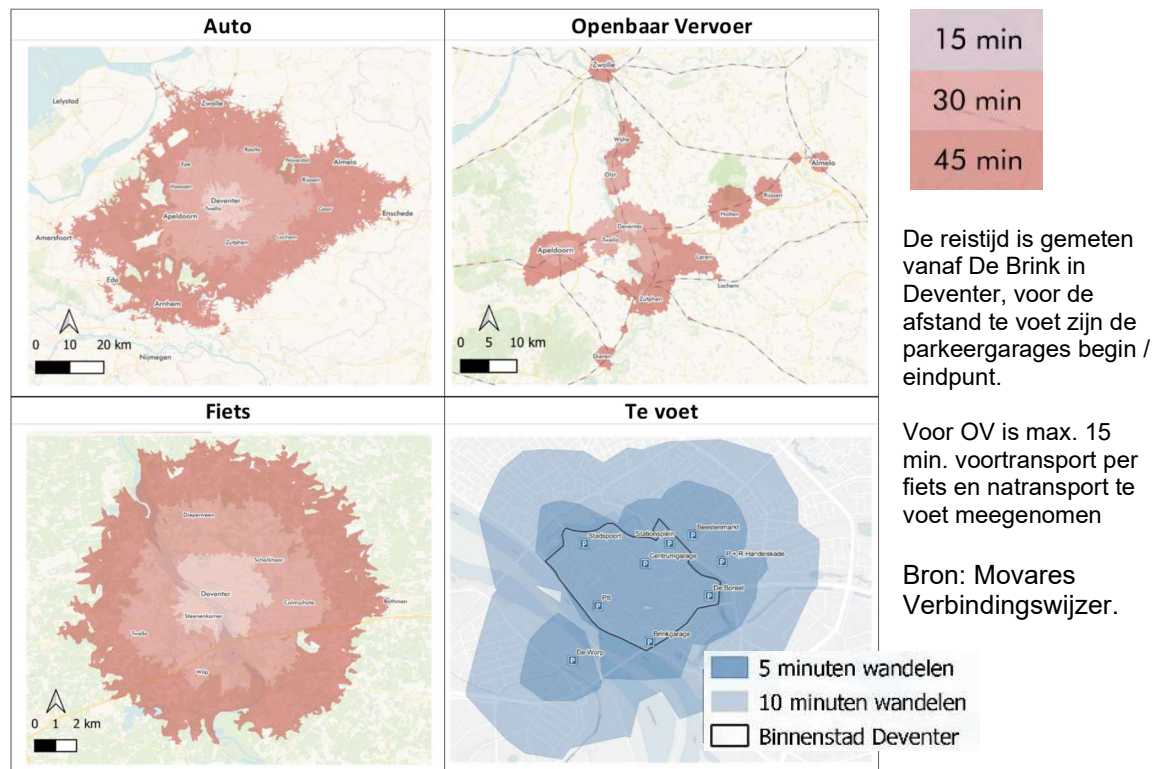 Auto
Lelystad
Zwolle
Epe
Raalte
Nijverdal
Almelo
Vaassen
Rijssen
Deventer
Twello
Apeldoorn
Goor
Enschede
Amersfoort
Zutphen
Lochem
Ede
Arnhem
Nijmegen
0 10 20 km
Openbaar Vervoer
Zwolle
Wijhe
Olst
Almelo
Rijssen
Holten
Deventer
Twello
Apeldoorn
Laren
Lochem
Zutphen
Dieren
0 5 10 km
15 min
30 min
45 min
De reistijd is gemeten
vanaf De Brink in
Deventer, voor de
afstand te voet zijn de
parkeergarages begin /
eindpunt.
Voor OV is max. 15
min. voortransport per
fiets en natransport te
voet meegenomen
Bron: Movares
Verbindingswijzer.
Fiets
Diepenveen
Schalkhaar
Deventer
Colmschate
Bathmen
Steenenkamer
Twello
Wilp
0 1 2 km
Te voet
Stadspoort
Stationsplein
Beestenmarkt
Centrumgarage
P + R Handelskade
De Boreel
P5
Brinkgarage
De Worp
5 minuten wandelen
10 minuten wandelen
Binnenstad Deventer